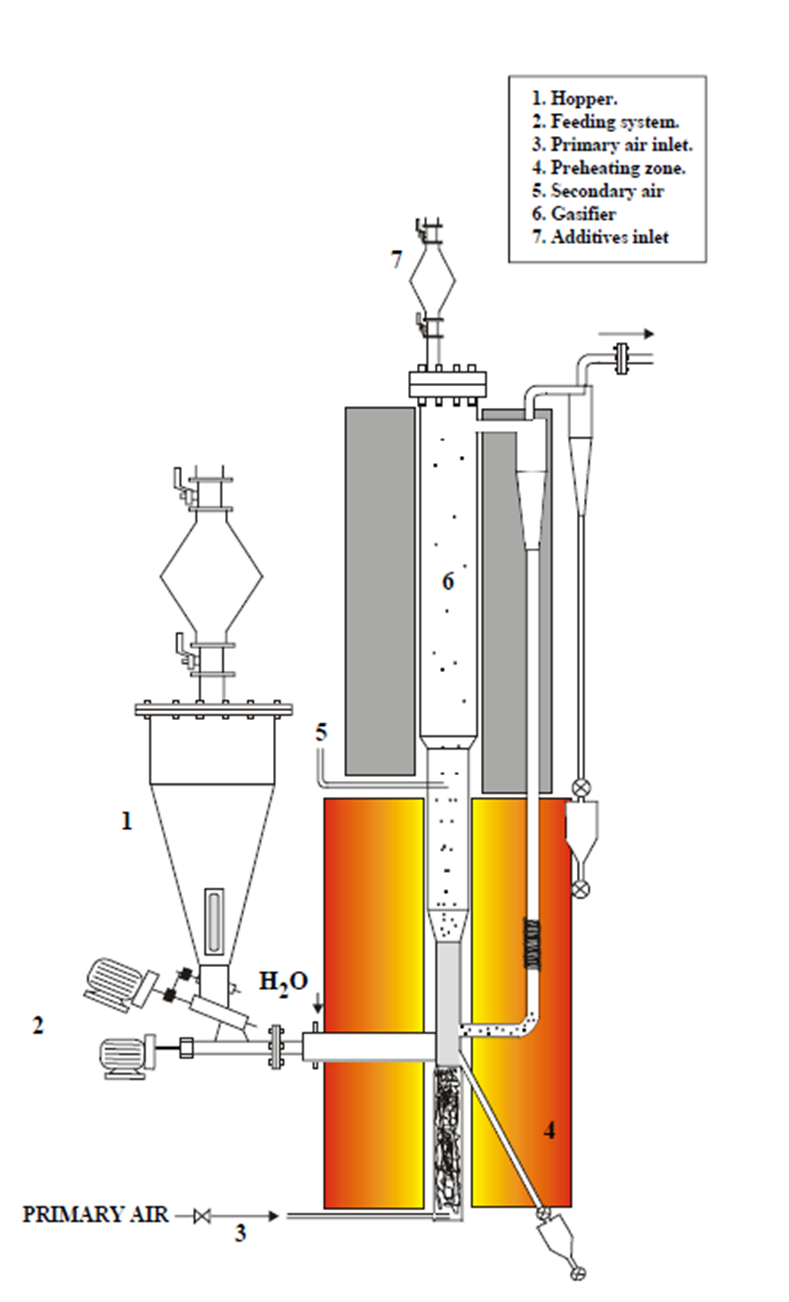 1. Hopper.
2. Feeding system.
3. Primary air inlet.
4. Preheating zone.
5. Secondary air
6. Gasifier
7. Additives inlet
7
6
5
1
H₂O
2
4
PRIMARY AIR
3